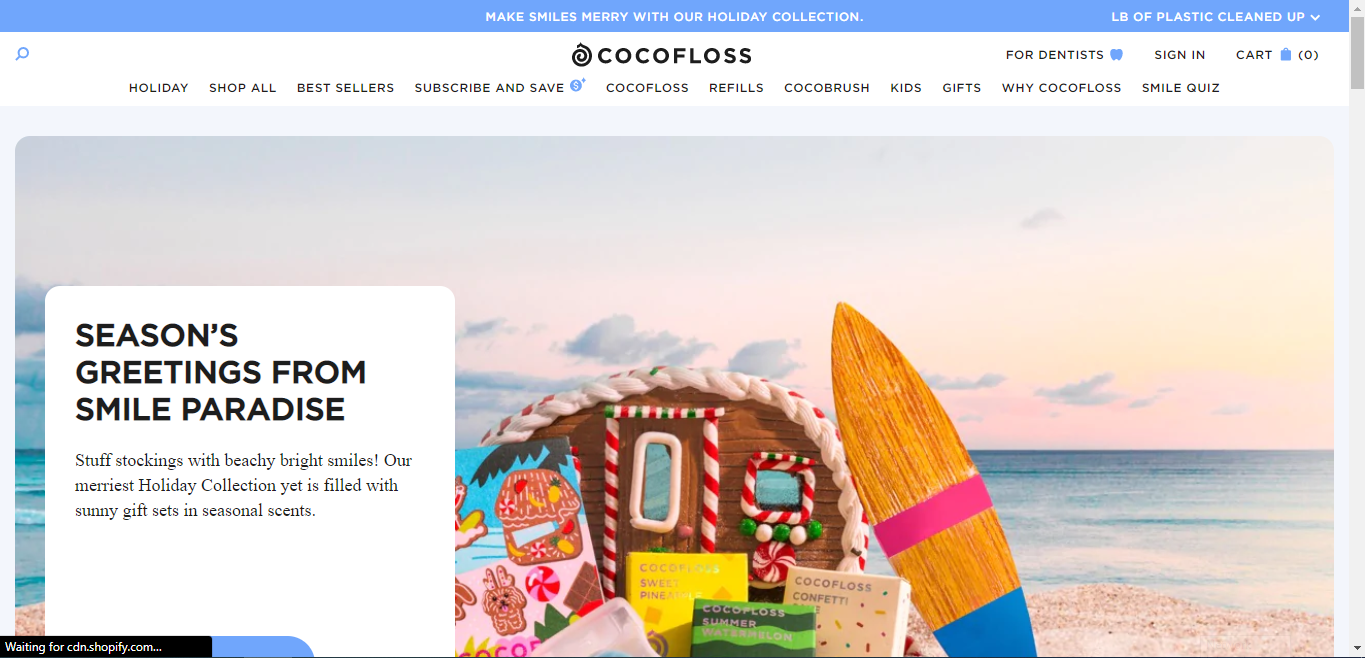 MAKE SMILES MERRY WITH OUR HOLIDAY COLLECTION.
LB OF PLASTIC CLEANED UP
COCOFLOSS
FOR DENTISTS
SIGN IN
CART (0)
HOLIDAY SHOP ALL BEST SELLERS SUBSCRIBE AND SAVE COCOFLOSS REFILLS COCOBRUSH KIDS GIFTS WHY COCOFLOSS SMILE QUIZ
SEASON'S
GREETINGS FROM
SMILE PARADISE
Stuff stockings with beachy bright smiles! Our
merriest Holiday Collection yet is filled with
sunny gift sets in seasonal scents.
COCOFLOSS
SWEET
PINEAPPLE
COCOFLOSS
SUMMER
WATERMELON
COCOFLOSS
CONFETTI
Waiting for cdn.shopify.com...